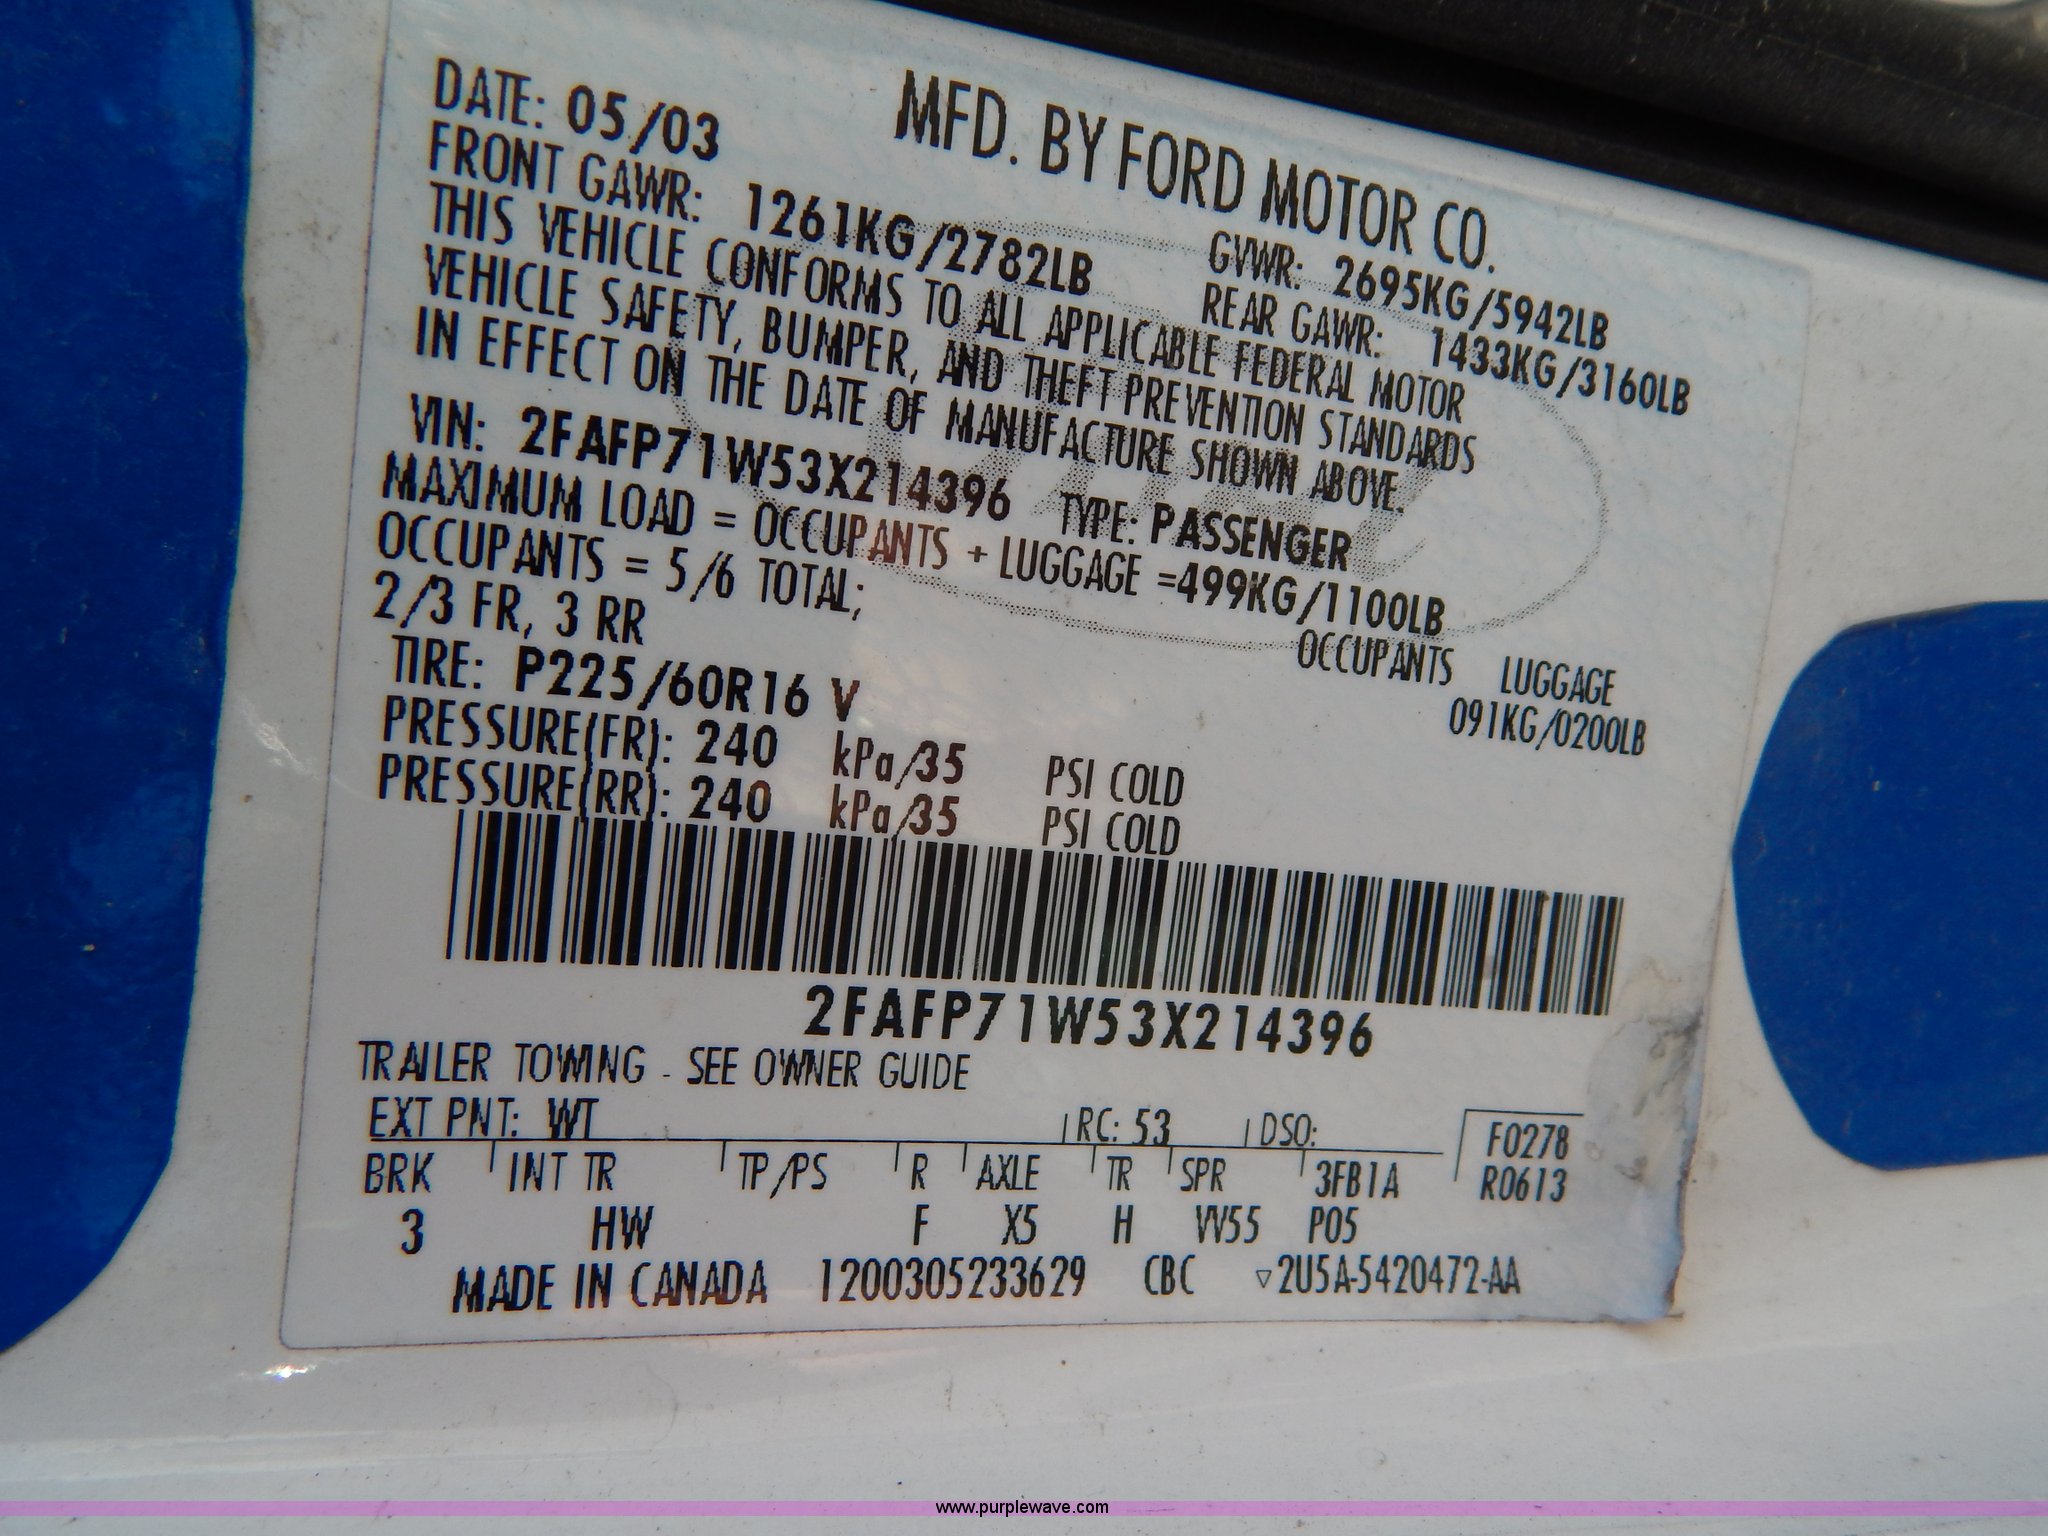 MFD. BY FORD MOTOR CO.
DATE: 05/03 GVWR: 2695KG/5942LB
FRONT GAWR: 1261KG/2782LB REAR GAWR: 1433KG/3160LB
THIS VEHICLE CONFORMS TO ALL APPLICABLE FEDERAL MOTOR
VEHICLE SAFETY, BUMPER, AND THEFT PREVENTION STANDARDS
IN EFFECT ON THE DATE OF MANUFACTURE SHOWN ABOVE.
VIN: 2FAFP71W53X214396 TYPE: PASSENGER
MAXIMUM LOAD = OCCUPANTS + LUGGAGE =499KG/1100LB
OCCUPANTS = 5/6 TOTAL; OCCUPANTS LUGGAGE
2/3 FR, 3 RR 091KG/0200LB
TIRE: P225/60R16 V
PRESSURE(FR): 240 kPa/35 PSI COLD
PRESSURE(RR): 240 kPa/35 PSI COLD
2FAFP71W53X214396
TRAILER TOWING - SEE OWNER GUIDE
EXT PNT: WT RC: 53 DSO: F0278
BRK INT TR TP/PS R AXLE TR SPR 3FB1A R0613
3 HW F X5 H VV55 P05
MADE IN CANADA 1200305233629 CBC ▽2U5A-5420472-AA
www.purplewave.com